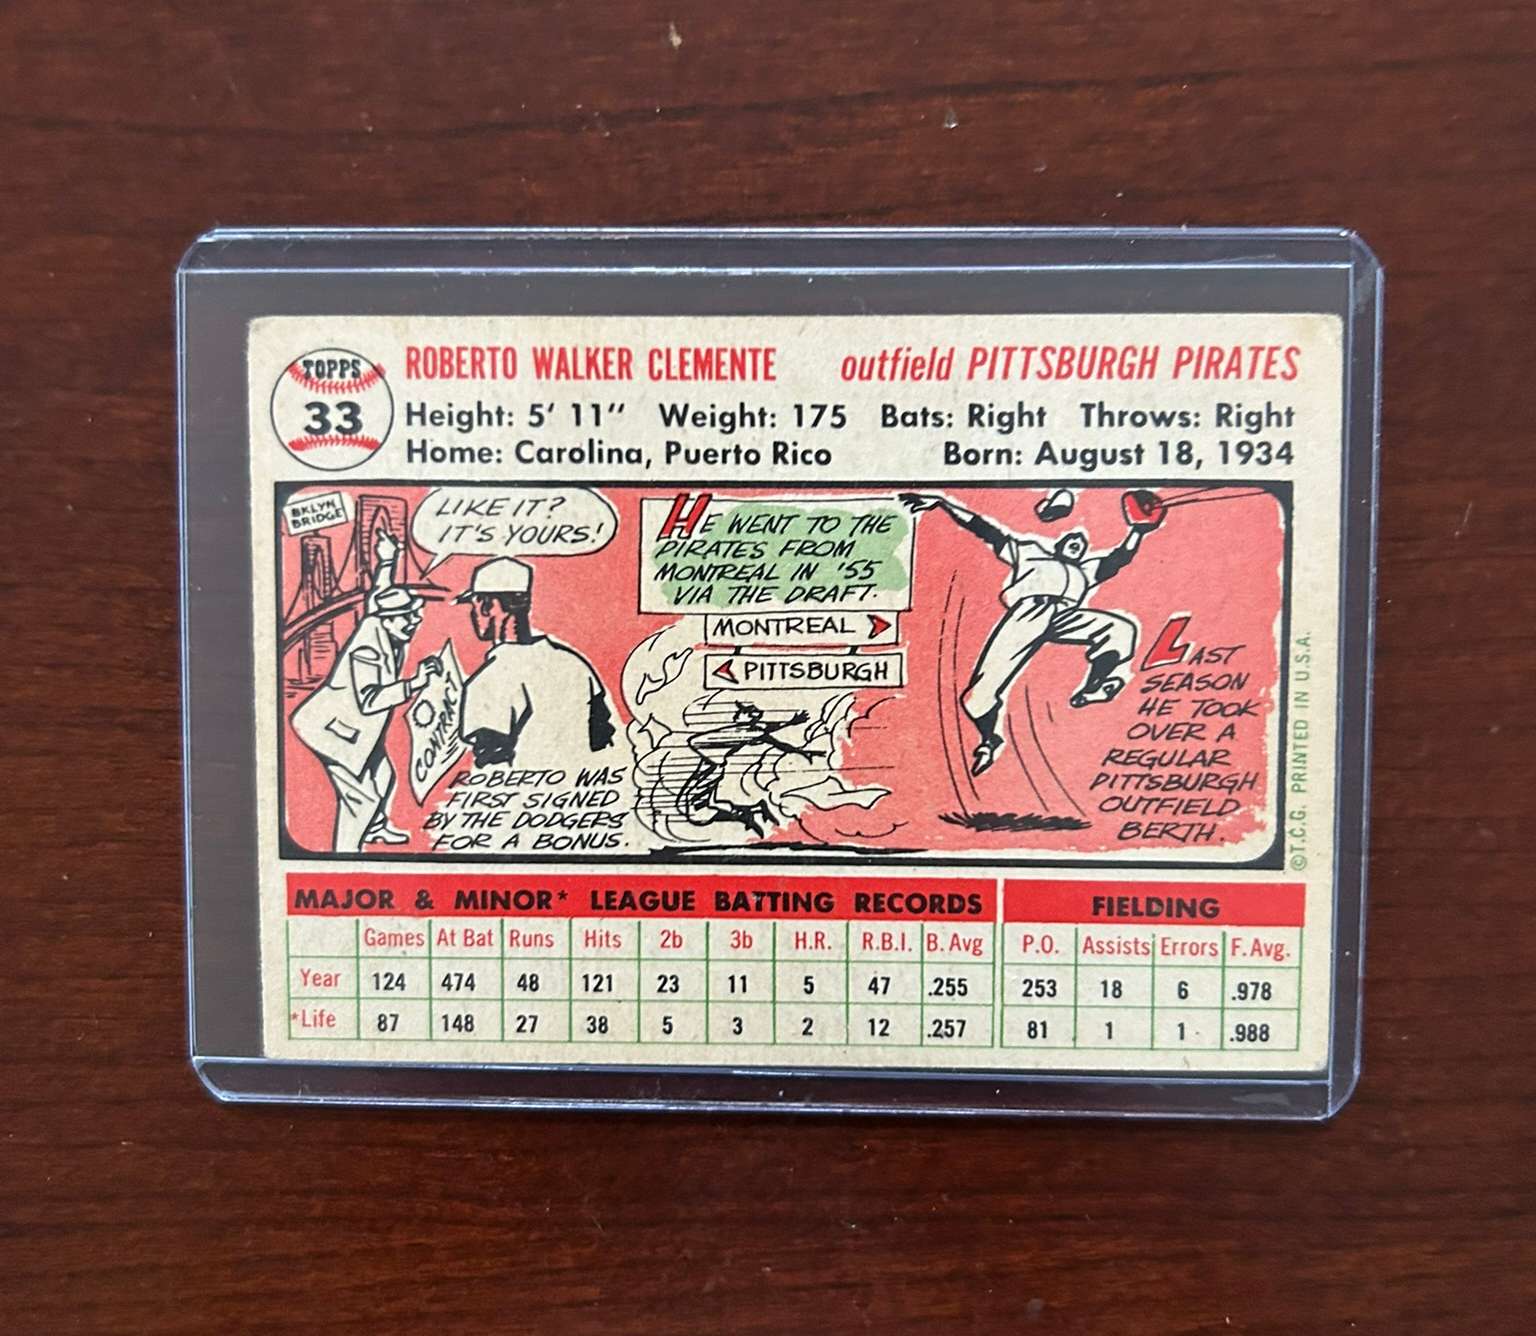 TOPPS
33
ROBERTO WALKER CLEMENTE outfield PITTSBURGH PIRATES
Height: 5' 11" Weight: 175 Bats: Right Throws: Right
Home: Carolina, Puerto Rico Born: August 18, 1934
BKLYN
BRIDGE
LIKE IT?
IT'S YOURS!
CONTRACT
ROBERTO WAS
FIRST SIGNED
BY THE DODGERS
FOR A BONUS.
HE WENT TO THE
PIRATES FROM
MONTREAL IN '55
VIA THE DRAFT.
MONTREAL
PITTSBURGH
LAST
SEASON
HE TOOK
OVER A
REGULAR
PITTSBURGH
OUTFIELD
BERTH.
©T.C.G. PRINTED IN U.S.A.
MAJOR & MINOR* LEAGUE BATTING RECORDS FIELDING
Games At Bat Runs Hits 2b 3b H.R. R.B.I. B. Avg P.O. Assists Errors F. Avg.
Year 124 474 48 121 23 11 5 47 .255 253 18 6 .978
*Life 87 148 27 38 5 3 2 12 .257 81 1 1 .988